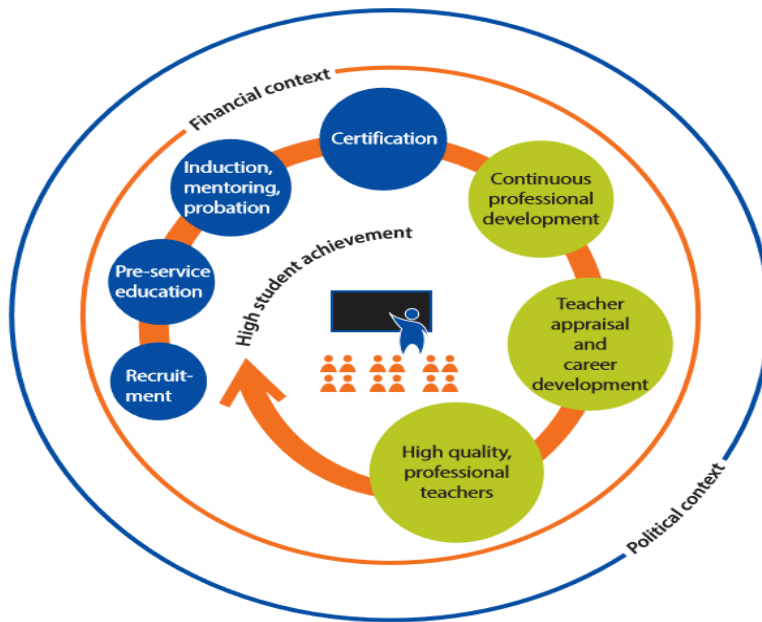 Financial context
Certification
Induction,
mentoring,
probation
Continuous
professional
development
High student achievement
Pre-service
education
Teacher
appraisal
and
career
development
Recruit-
ment
High quality,
professional
teachers
Political context